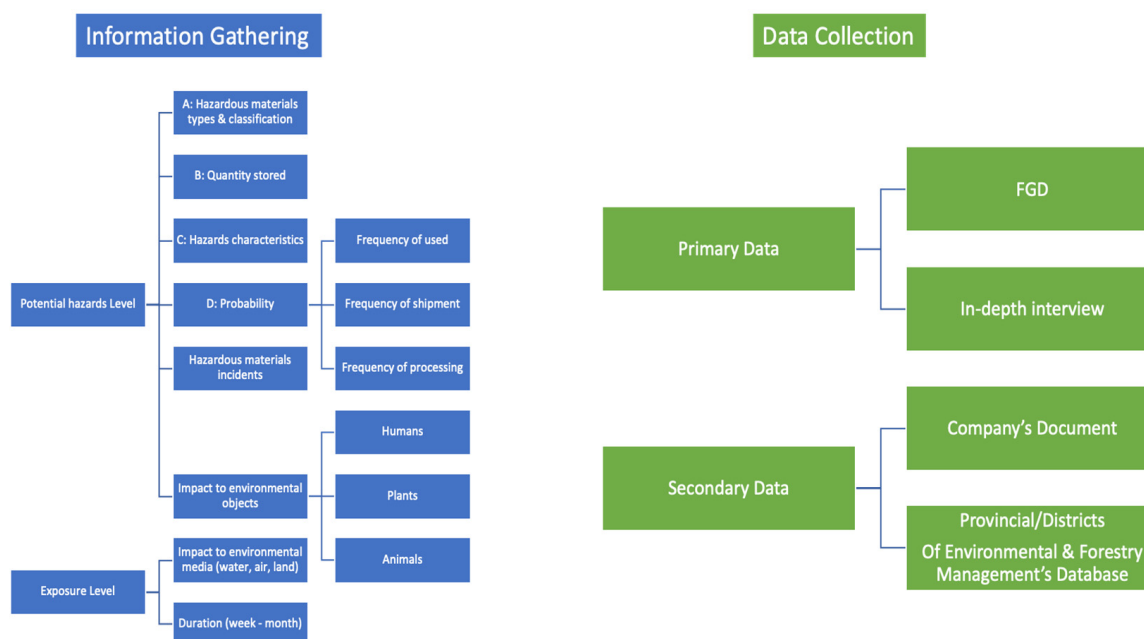 Information Gathering
A: Hazardous materials
types & classification
B: Quantity stored
C: Hazards characteristics
Frequency of used
Potential hazards Level
D: Probability
Frequency of shipment
Hazardous materials
incidents
Frequency of processing
Humans
Impact to environmental
objects
Plants
Impact to environmental
media (water, air, land)
Animals
Exposure Level
Duration (week - month)
Data Collection
FGD
Primary Data
In-depth interview
Company’s Document
Secondary Data
Provincial/Districts
Of Environmental & Forestry
Management’s Database